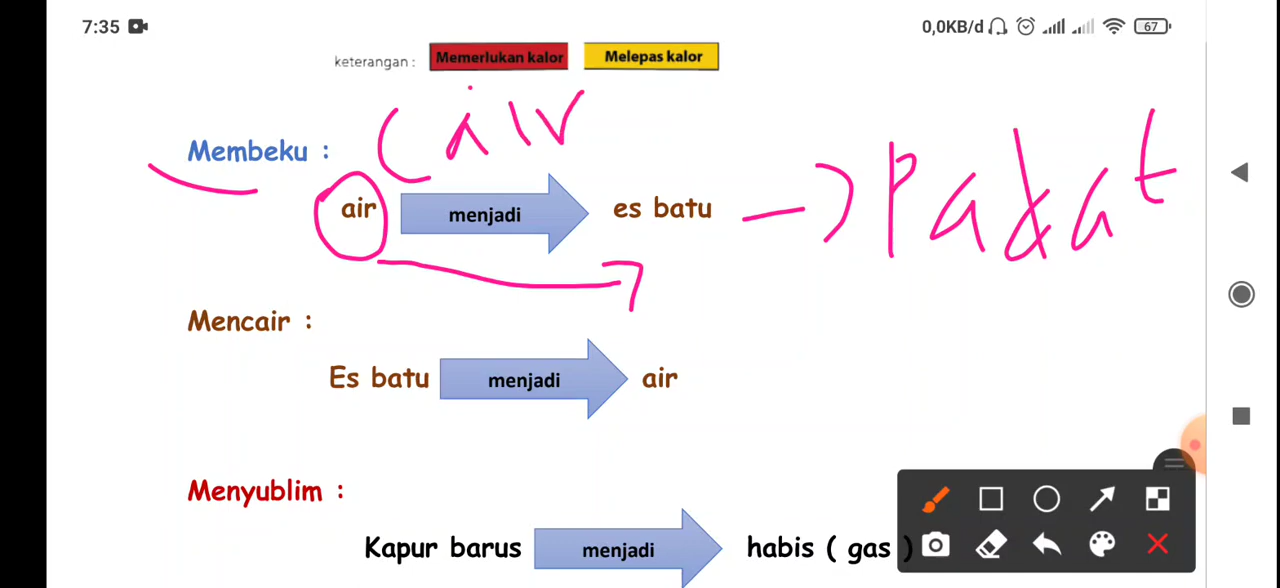 7:35 0,0KB/d 67
keterangan : Memerlukan kalor Melepas kalor
Cair
Membeku :
air menjadi es batu Padat
Mencair :
Es batu menjadi air
Menyublim :
Kapur barus menjadi habis ( gas )